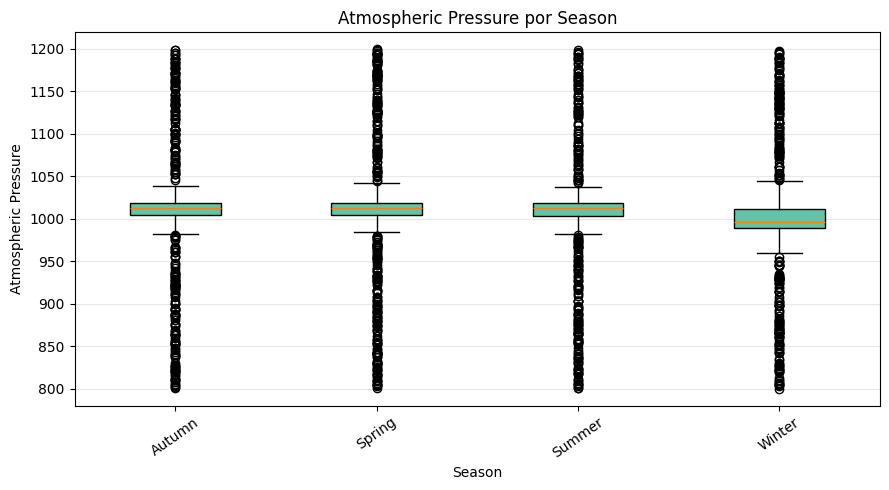 Atmospheric Pressure por Season
Atmospheric Pressure
1200
1150
1100
1050
1000
950
900
850
800
Autumn
Spring
Summer
Winter
Season